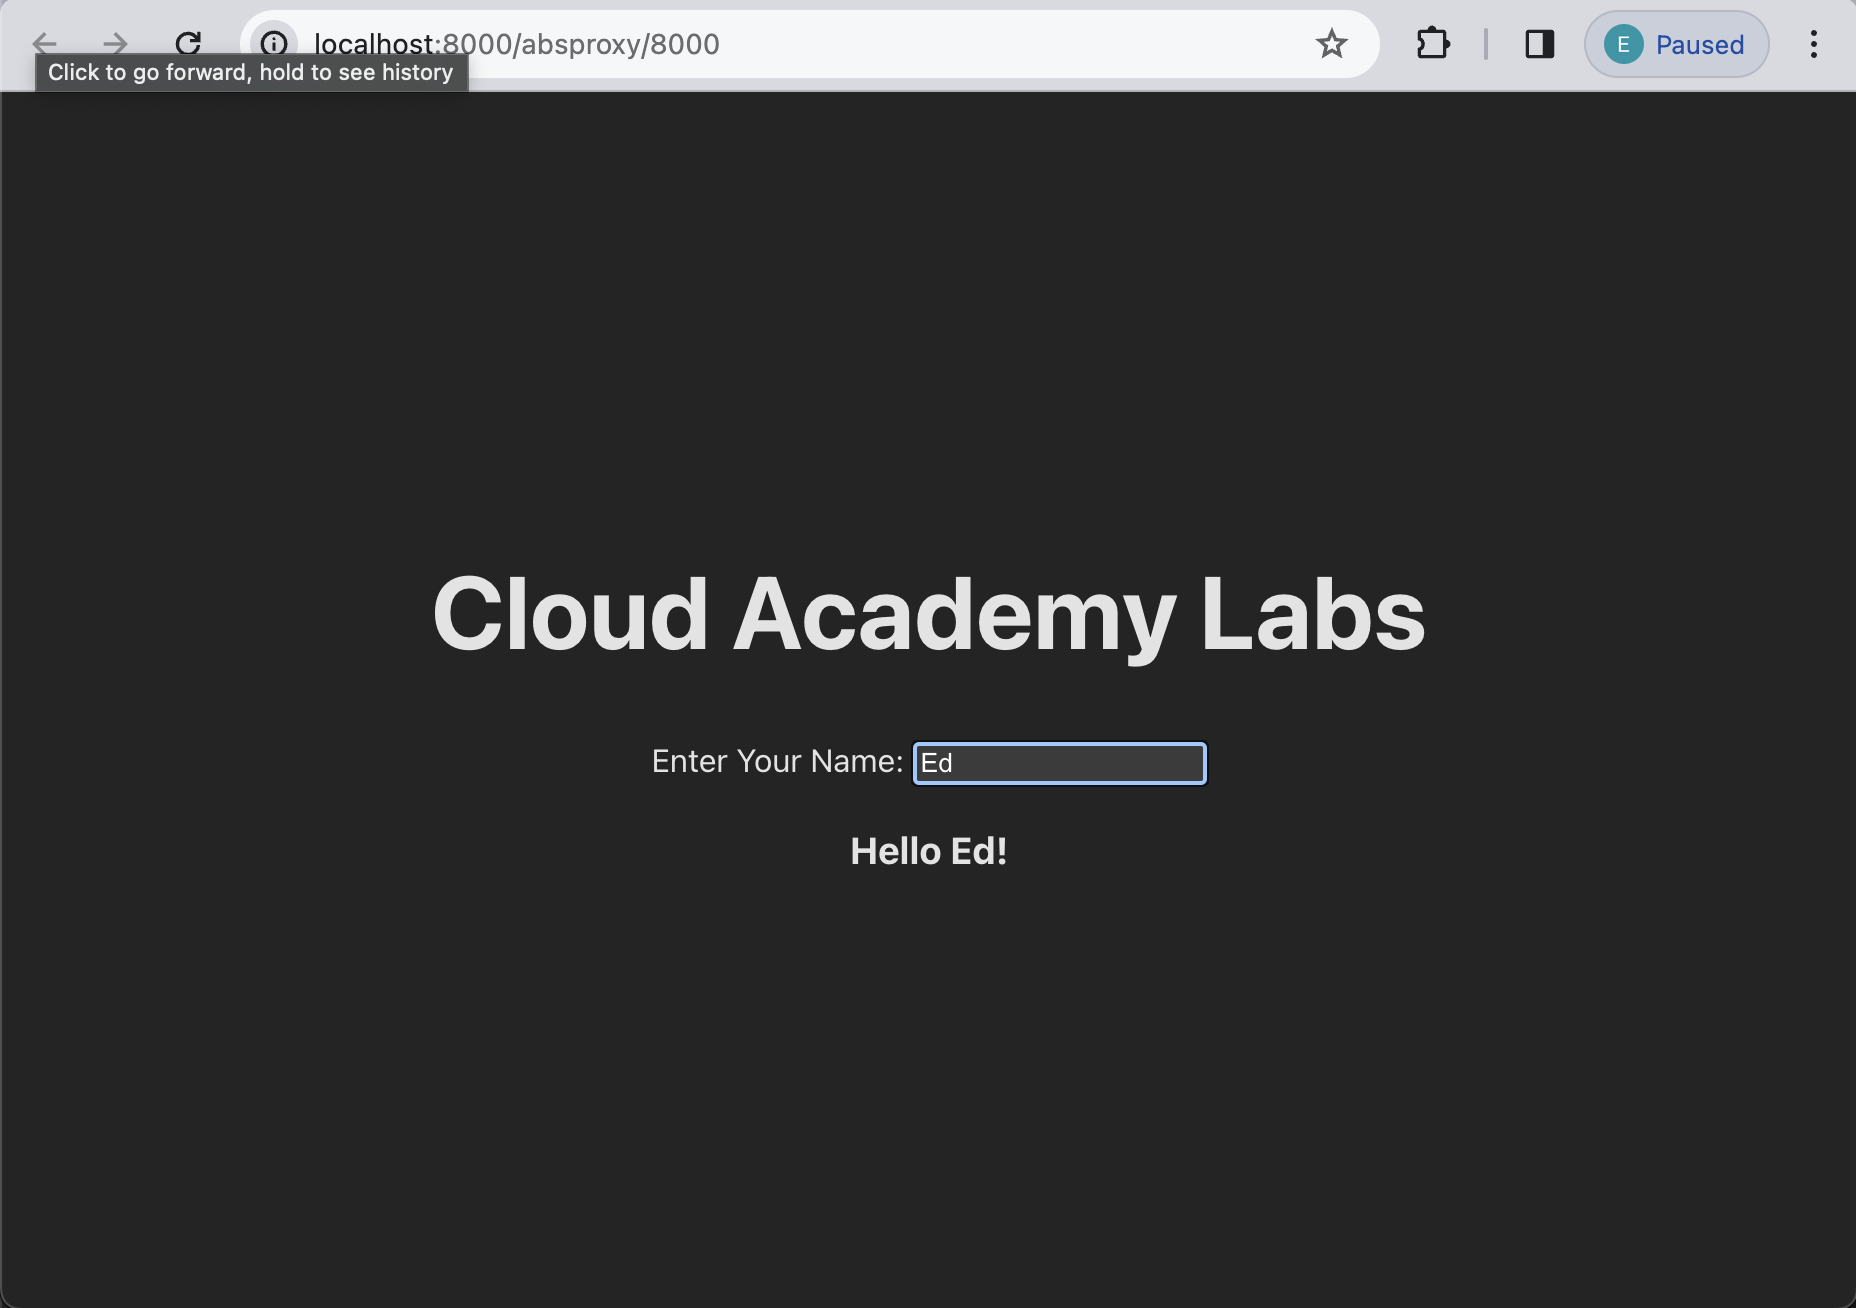 localhost:8000/absproxy/8000
E Paused
Click to go forward, hold to see history
Cloud Academy Labs
Enter Your Name: Ed
Hello Ed!